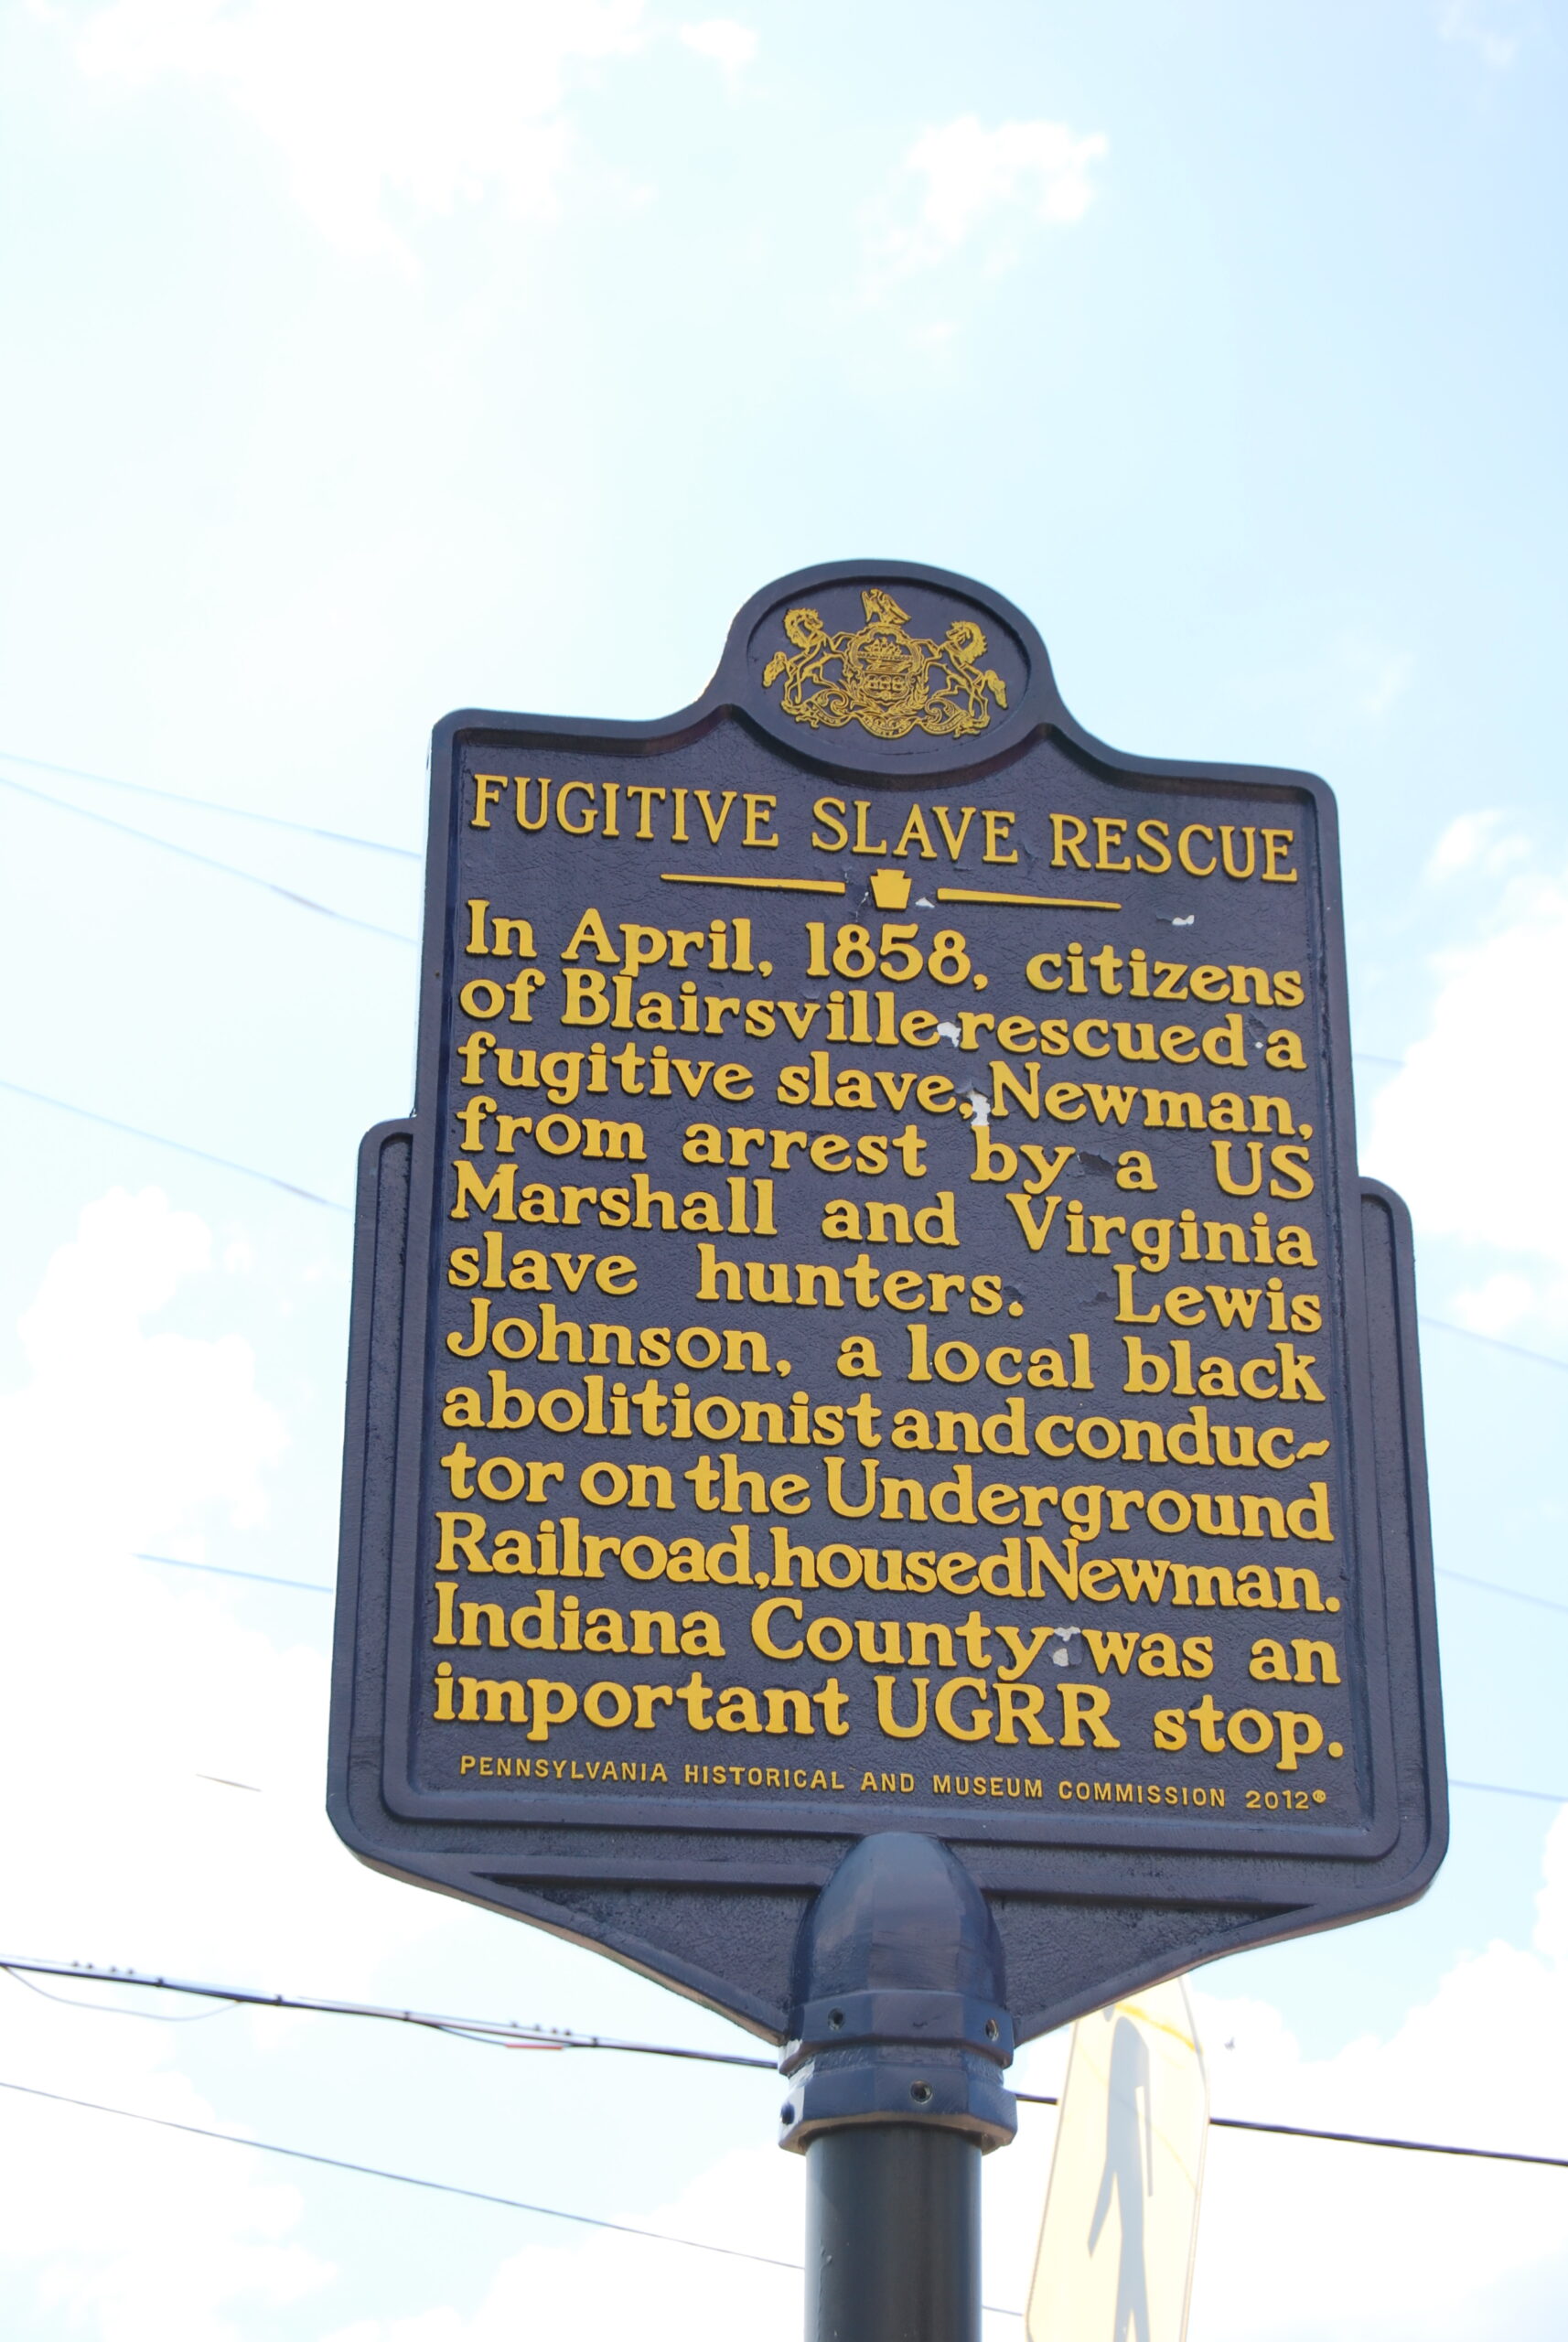 FUGITIVE SLAVE RESCUE
In April, 1858, citizens
of Blairsville rescued a
fugitive slave, Newman,
from arrest by a US
Marshall and Virginia
slave hunters. Lewis
Johnson, a local black
abolitionist and conduc-
tor on the Underground
Railroad, housed Newman.
Indiana County was an
important UGRR stop.
PENNSYLVANIA HISTORICAL AND MUSEUM COMMISSION 2012©